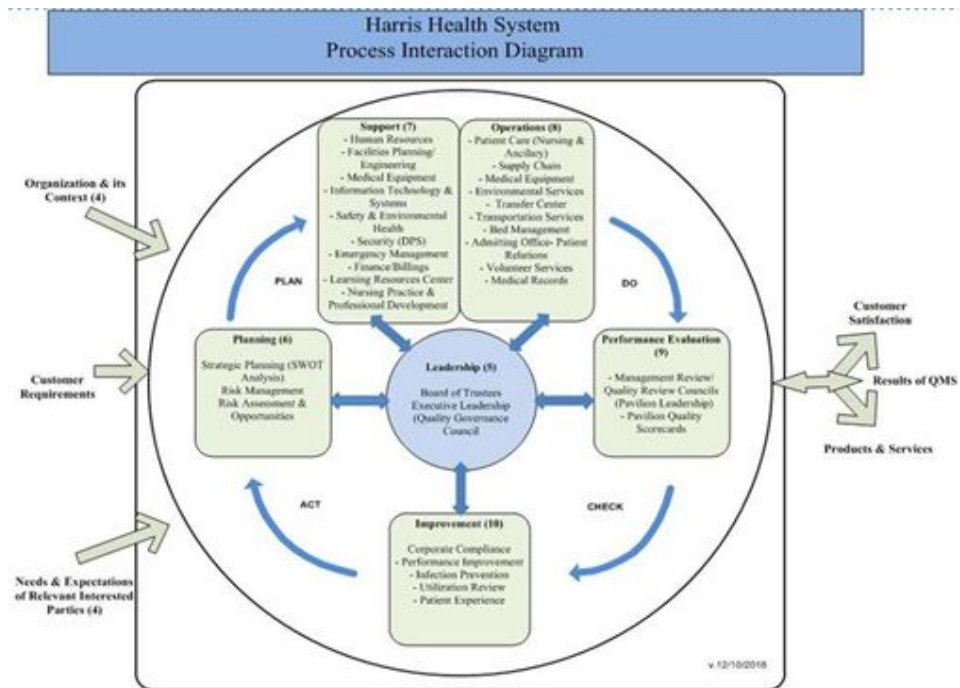 Harris Health System
Process Interaction Diagram
Organization & its
Context (4)
Customer
Requirements
Needs & Expectations
of Relevant Interested
Parties (4)
Support (7)
- Human Resources
- Facilities Planning/
Engineering
- Medical Equipment
- Information Technology &
Systems
- Safety & Environmental
Health
- Security (DPS)
- Emergency Management
- Finance/Billings
- Learning Resources Center
- Nursing Practice &
Professional Development
Operations (8)
- Patient Care (Nursing &
Ancillary)
- Supply Chain
- Medical Equipment
- Environmental Services
- Transfer Center
- Transportation Services
- Bed Management
- Admitting Office- Patient
Relations
- Volunteer Services
- Medical Records
PLAN
DO
Planning (6)
Strategic Planning (SWOT
Analysis)
Risk Management
Risk Assessment &
Opportunities
Leadership (5)
Board of Trustees
Executive Leadership
(Quality Governance
Council
Performance Evaluation
(9)
- Management Review/
Quality Review Councils
(Pavilion Leadership)
- Pavilion Quality
Scorecards
ACT
CHECK
Improvement (10)
Corporate Compliance
- Performance Improvement
- Infection Prevention
- Utilization Review
- Patient Experience
Customer
Satisfaction
Results of QMS
Products & Services
v.12/10/2018